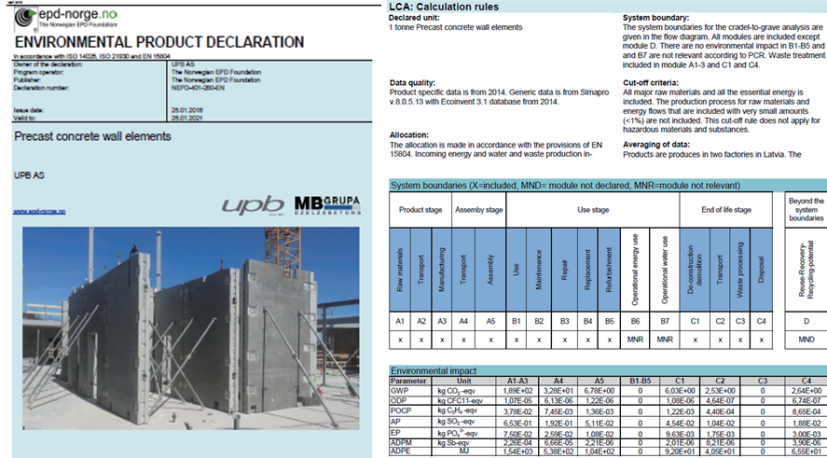 epd-norge.no
The Norwegian EPD Foundation
ENVIRONMENTAL PRODUCT DECLARATION
in accordance with ISO 14025, ISO 21930 and EN 15804
Owner of the declaration: UPB AS
Program operator: The Norwegian EPD Foundation
Publisher: The Norwegian EPD Foundation
Declaration number: NEPD-401-280-EN
Issue date: 25.01.2016
Valid to: 25.01.2021
Precast concrete wall elements
UPB AS
www.epd-norge.no
upb
MB GRUPA
DZELZSBETONS
LCA: Calculation rules
Declared unit:
1 tonne Precast concrete wall elements
Data quality:
Product specific data is from 2014. Generic data is from Simapro
v.8.0.5.13 with Ecoinvent 3.1 database from 2014.
Allocation:
The allocation is made in accordance with the provisions of EN
15804. Incoming energy and water and waste production in-
System boundary:
The system boundaries for the cradel-to-grave analysis are
given in the flow diagram. All modules are included except
module D. There are no environmental impact in B1-B5 and
and B7 are not relevant according to PCR. Waste treatment
included in module A1-3 and C1 and C4.
Cut-off criteria:
All major raw materials and all the essential energy is
included. The production process for raw materials and
energy flows that are included with very small amounts
(<1%) are not included. This cut-off rule does not apply for
hazardous materials and substances.
Averaging of data:
Products are produces in two factories in Latvia. The
System boundaries (X=included, MND= module not declared, MNR=module not relevant)
Product stage Assemby stage Use stage End of life stage Beyond the
system
boundaries
Raw materials
Transport
Manufacturing
Transport
Assembly
Use
Maintenance
Repair
Replacement
Refurbishment
Operational energy use
Operational water use
De-construction
demolition
Transport
Waste processing
Disposal
Reuse-Recovery-
Recycling-potential
A1 A2 A3 A4 A5 B1 B2 B3 B4 B5 B6 B7 C1 C2 C3 C4 D
x x x x x x x x x x MNR MNR x x x x MND
Environmental impact
Parameter Unit A1-A3 A4 A5 B1-B5 C1 C2 C3 C4
GWP kg CO2 -eqv 1,89E+02 3,28E+01 6,78E+00 0 6,03E+00 2,53E+00 0 2,64E+00
ODP kg CFC11-eqv 1,07E-05 6,13E-06 1,22E-06 0 1,08E-06 4,64E-07 0 6,74E-07
POCP kg C2H4 -eqv 3,78E-02 7,45E-03 1,36E-03 0 1,22E-03 4,40E-04 0 8,65E-04
AP kg SO2 -eqv 6,53E-01 1,92E-01 5,11E-02 0 4,54E-02 1,04E-02 0 1,88E-02
EP kg PO4 3- -eqv 7,50E-02 2,59E-02 1,08E-02 0 9,63E-03 1,75E-03 0 3,00E-03
ADPM kg Sb-eqv 2,26E-04 6,66E-05 2,21E-06 0 2,01E-06 8,21E-06 0 3,90E-06
ADPE MJ 1,54E+03 5,38E+02 1,04E+02 0 9,20E+01 4,05E+01 0 6,55E+01